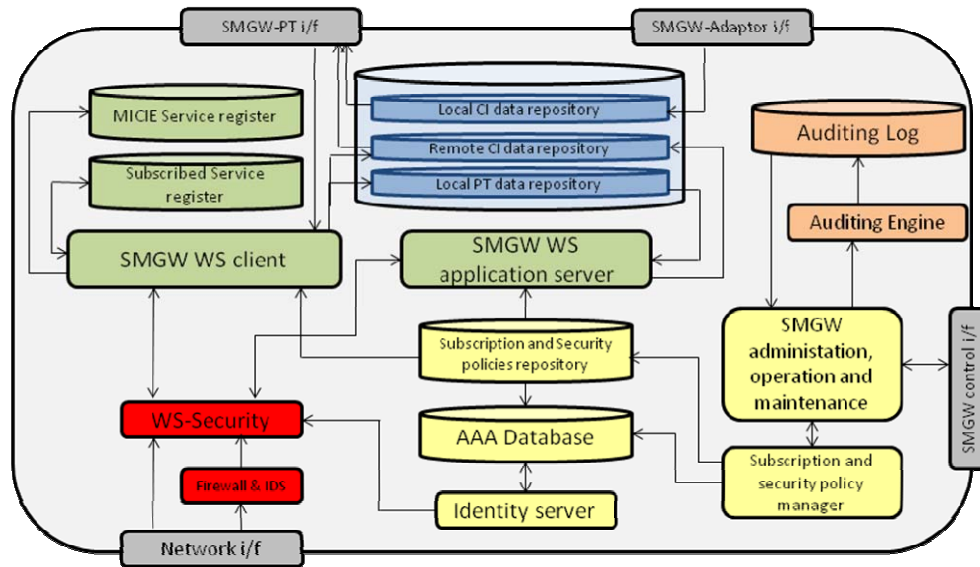 SMGW-PT i/f
SMGW-Adaptor i/f
MICIE Service register
Subscribed Service
register
Local CI data repository
Remote CI data repository
Local PT data repository
Auditing Log
Auditing Engine
SMGW WS client
SMGW WS
application server
Subscription and Security
policies repository
SMGW
administation,
operation and
maintenance
SMGW control i/f
WS-Security
AAA Database
Firewall & IDS
Identity server
Subscription and
security policy
manager
Network i/f